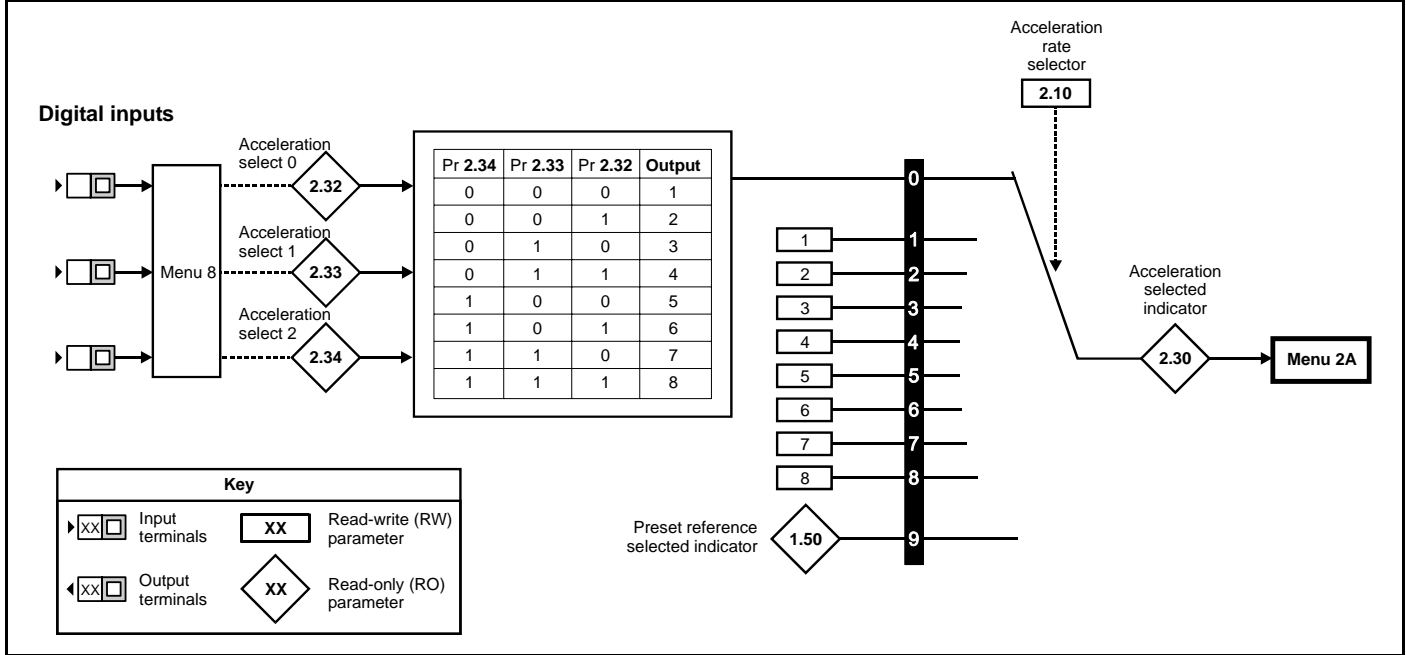 Acceleration
rate
selector
2.10
Digital inputs
Menu 8
Acceleration
select 0
2.32
Acceleration
select 1
2.33
Acceleration
select 2
2.34
Pr 2.34 Pr 2.33 Pr 2.32 Output
0 0 0 1
0 0 1 2
0 1 0 3
0 1 1 4
1 0 0 5
1 0 1 6
1 1 0 7
1 1 1 8
0
1 1
2 2
3 3
4 4
5 5
6 6
7 7
8 8
Preset reference
selected indicator
1.50
9
Acceleration
selected
indicator
2.30
Menu 2A
Key
XX
Input
terminals
XX
Read-write (RW)
parameter
XX
Output
terminals
XX
Read-only (RO)
parameter